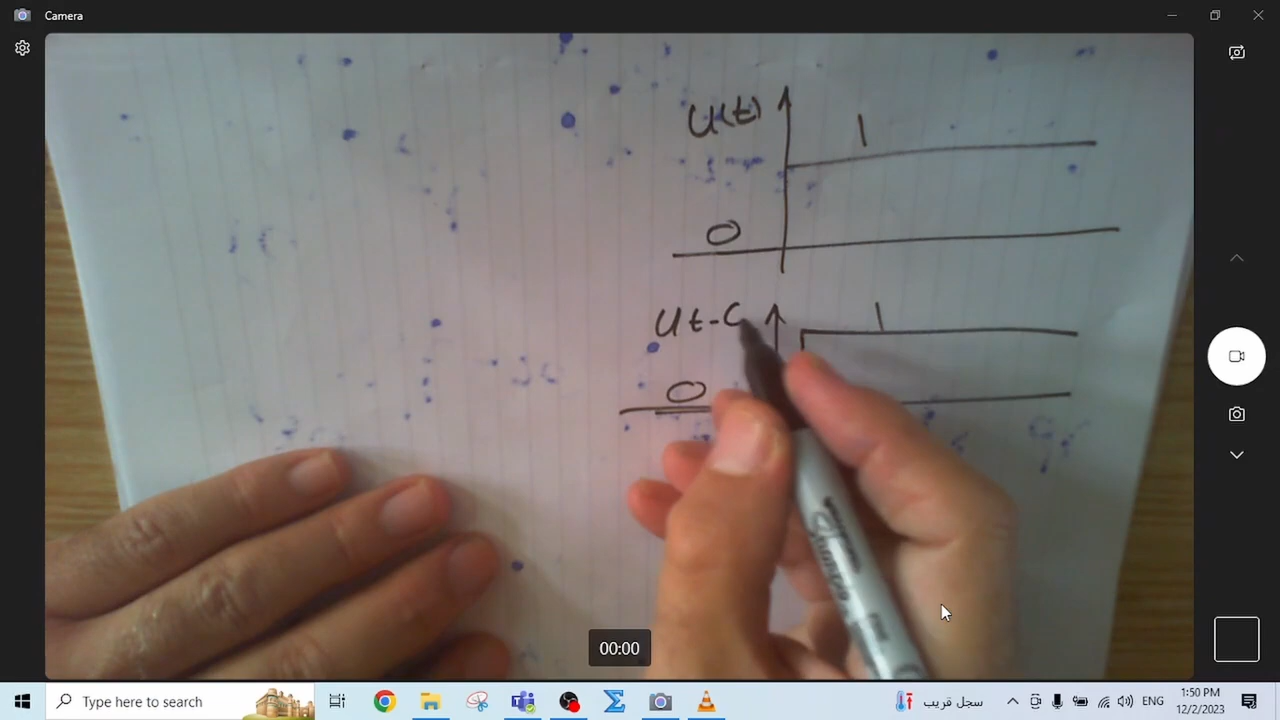 Camera
U(t)
1
0
Ut-C
1
0
Sharpie
00:00
Type here to search
سجل قريب
ENG
1:50 PM
12/2/2023